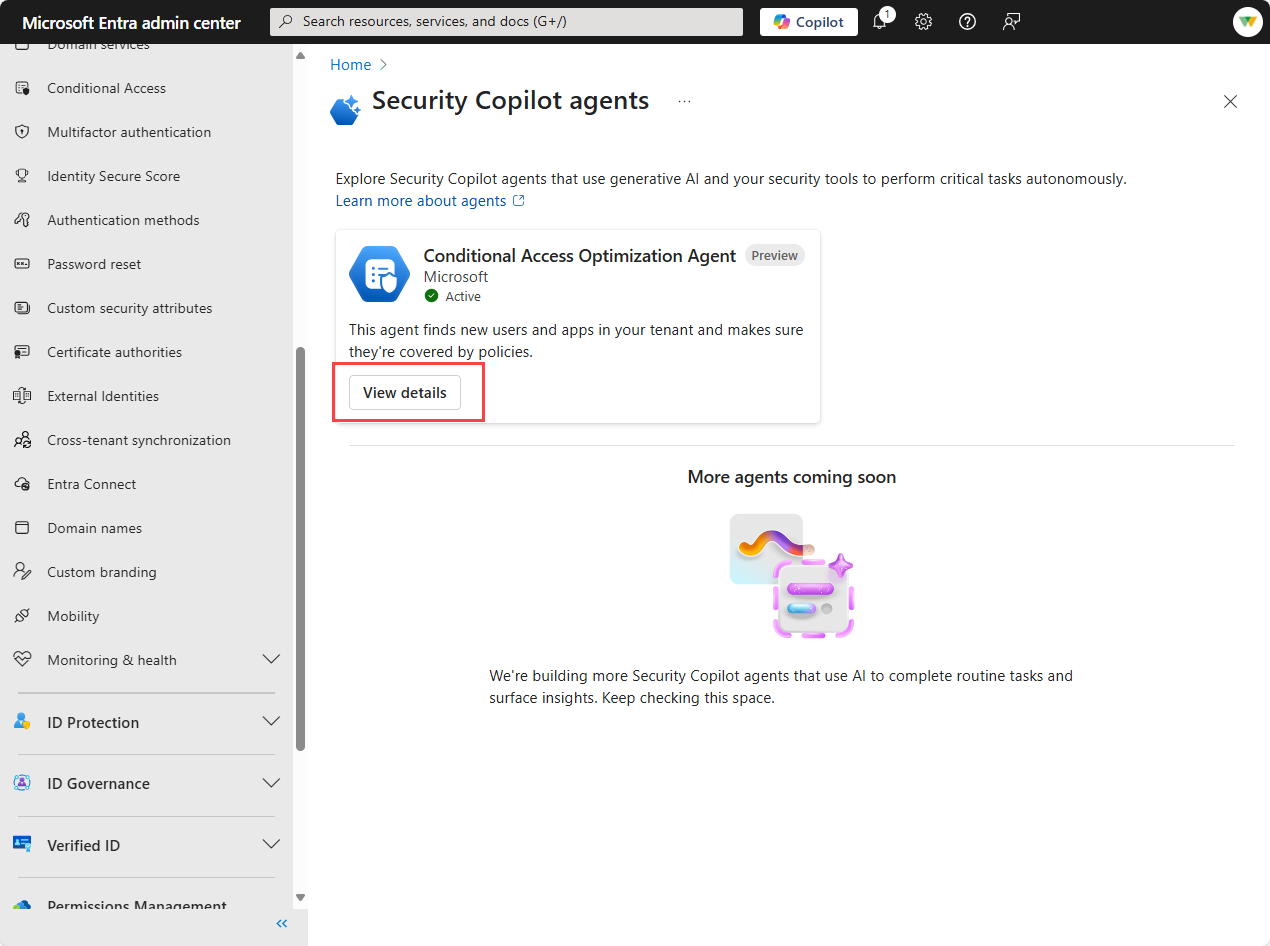 Microsoft Entra admin center
Search resources, services, and docs (G+/)
Copilot
1
Domain services
Conditional Access
Multifactor authentication
Identity Secure Score
Authentication methods
Password reset
Custom security attributes
Certificate authorities
External Identities
Cross-tenant synchronization
Entra Connect
Domain names
Custom branding
Mobility
Monitoring & health
ID Protection
ID Governance
Verified ID
Permissions Management
Home
Security Copilot agents
Explore Security Copilot agents that use generative AI and your security tools to perform critical tasks autonomously.
Learn more about agents
Conditional Access Optimization Agent Preview
Microsoft
Active
This agent finds new users and apps in your tenant and makes sure
they're covered by policies.
View details
More agents coming soon
We're building more Security Copilot agents that use AI to complete routine tasks and
surface insights. Keep checking this space.